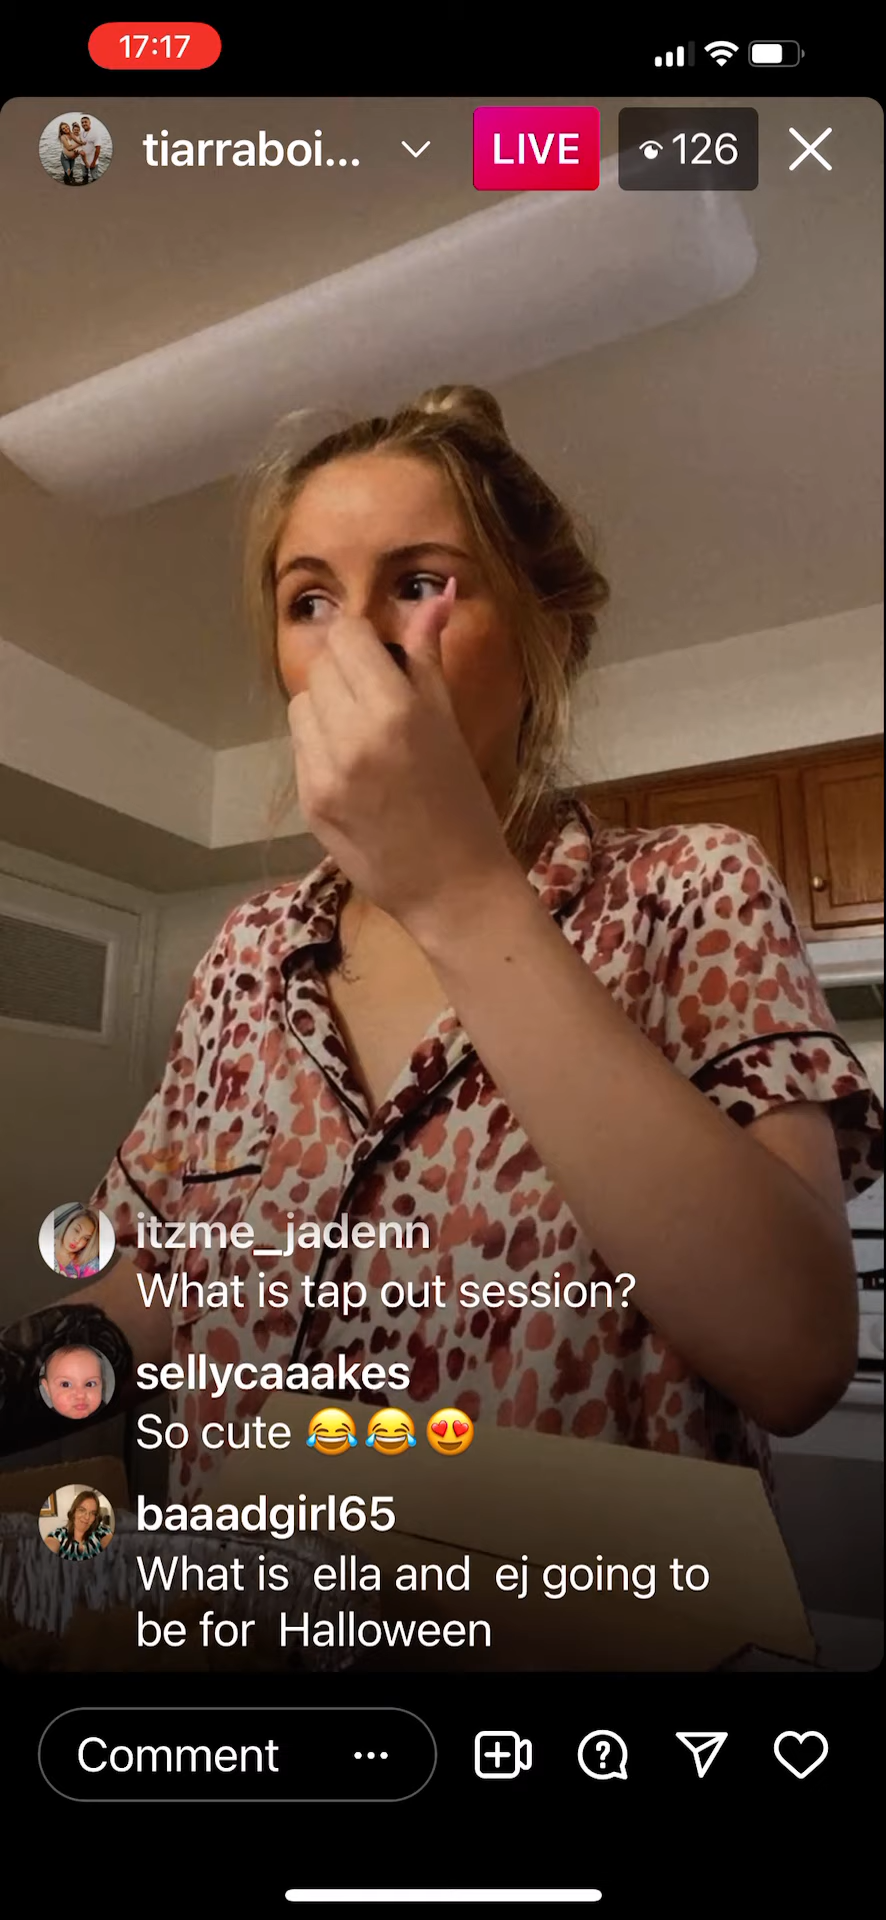 17:17
tiarraboi...
LIVE
126
itzme_jadenn
What is tap out session?
sellycaaakes
So cute 😂😂😍
baaadgirl65
What is  ella and  ej going to
be for  Halloween
Comment